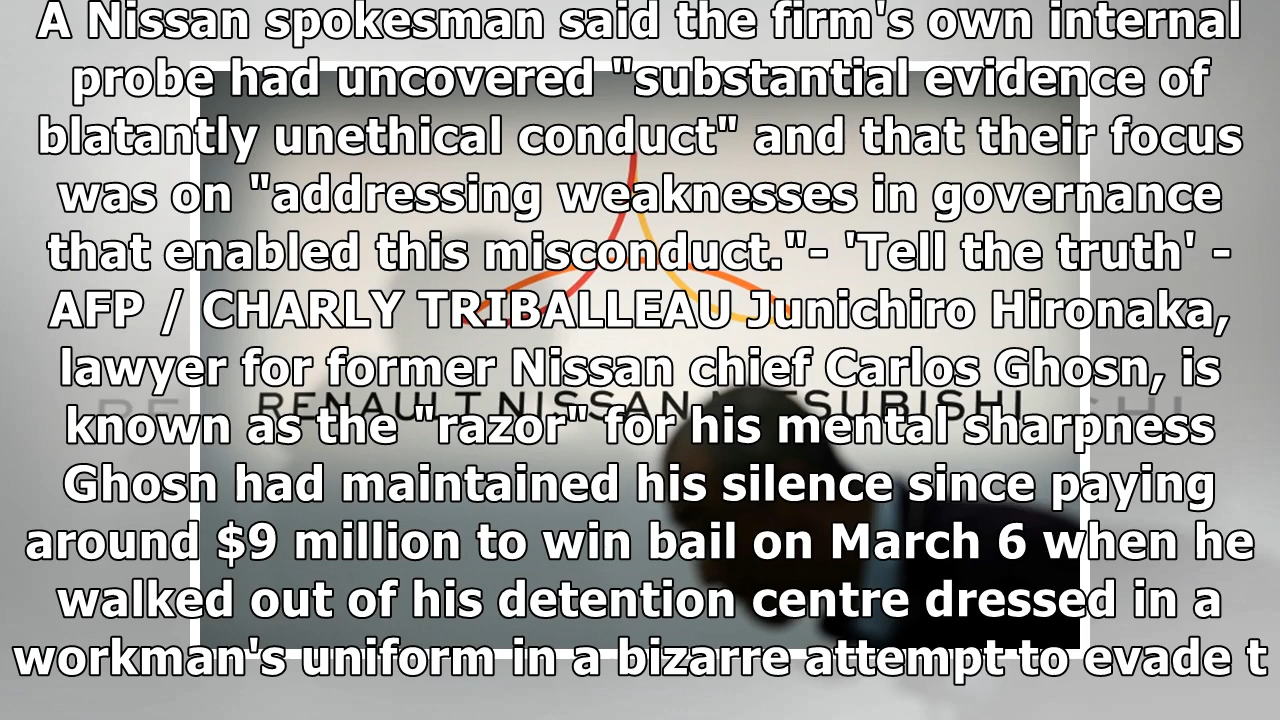 A Nissan spokesman said the firm's own internal
probe had uncovered "substantial evidence of
blatantly unethical conduct" and that their focus
was on "addressing weaknesses in governance
that enabled this misconduct."- 'Tell the truth' -
AFP / CHARLY TRIBALLEAU Junichiro Hironaka,
lawyer for former Nissan chief Carlos Ghosn, is
RENAULT NISSAN MITSUBISHI
known as the "razor" for his mental sharpness
Ghosn had maintained his silence since paying
around $9 million to win bail on March 6 when he
walked out of his detention centre dressed in a
workman's uniform in a bizarre attempt to evade t